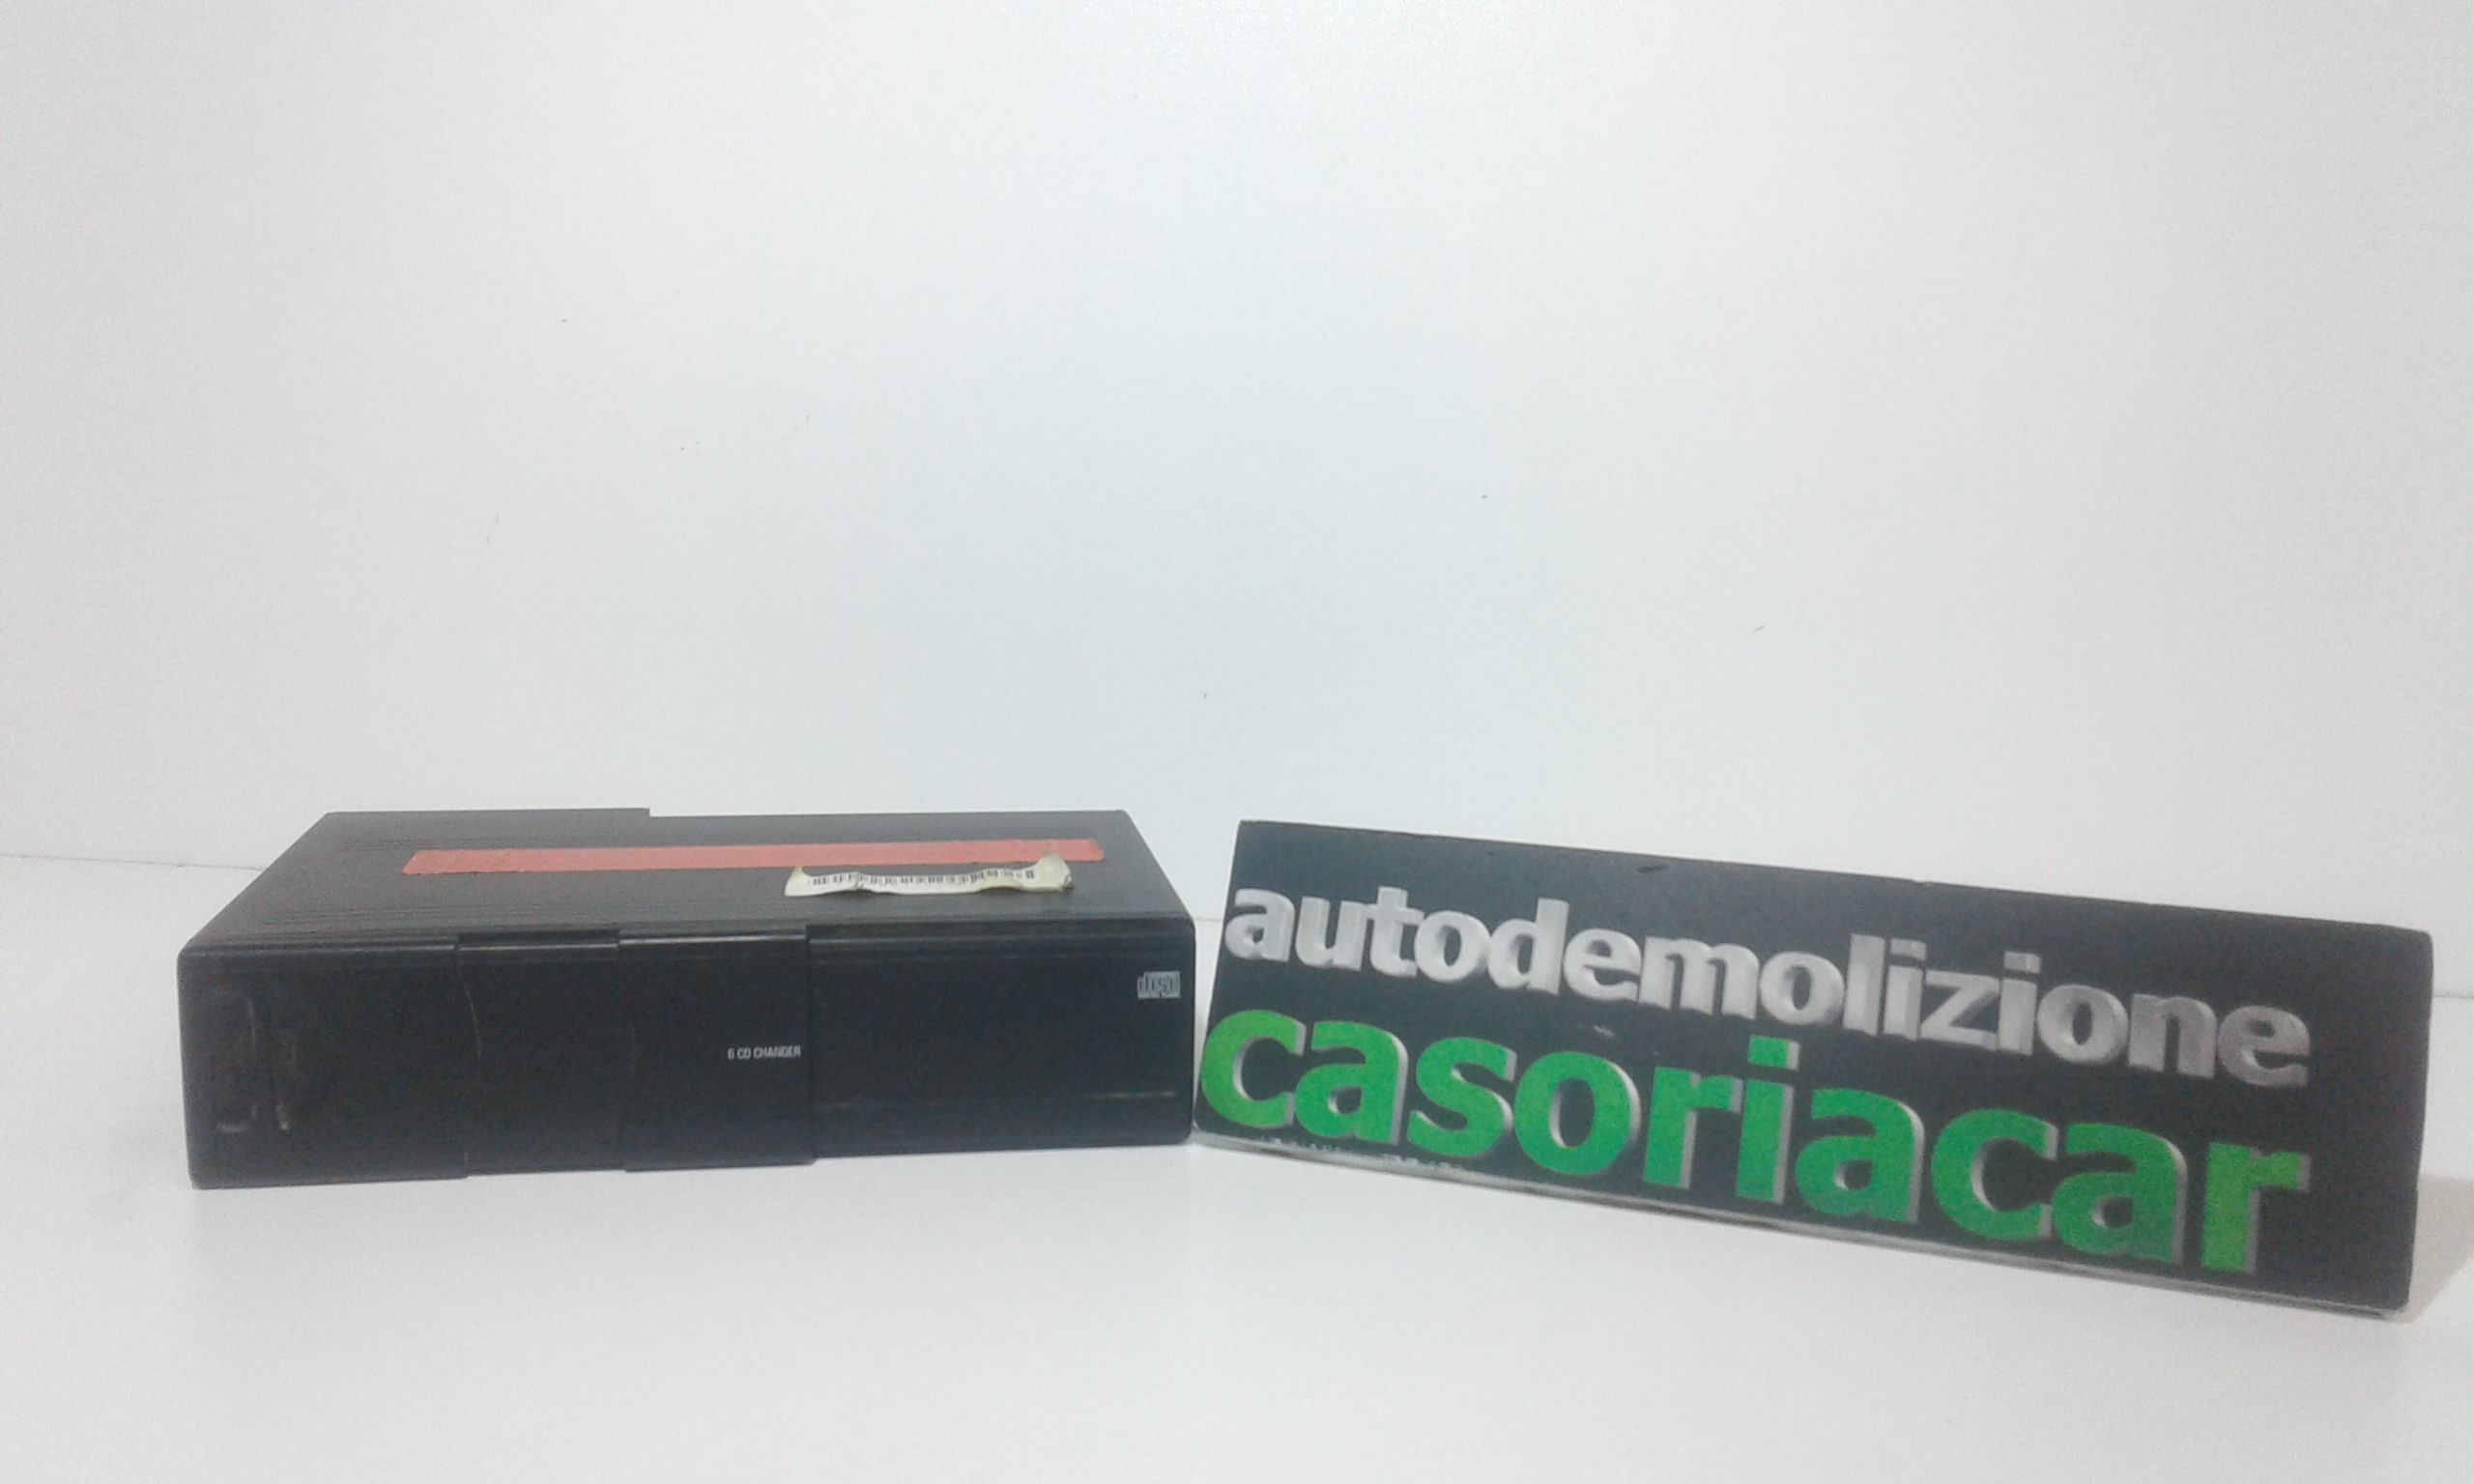 6 CD CHANGER
autodemolizione
casoriacar